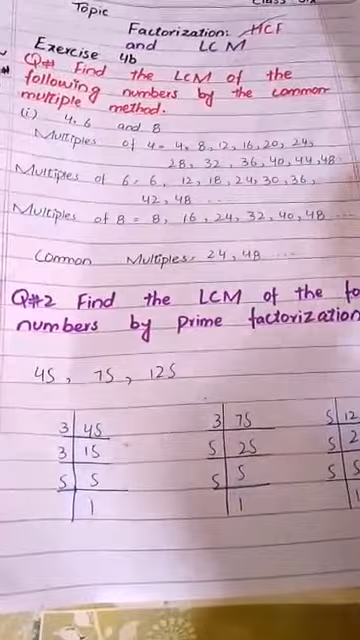 Topic
Factorization: HCF
and LCM
Exercise 4b
Q#1 Find the LCM of the
following numbers by the common
multiple method.
(i) 4, 6 and 8
Multiples of 4 = 4, 8, 12, 16, 20, 24,
28, 32, 36, 40, 44, 48
Multiples of 6 = 6, 12, 18, 24, 30, 36,
42, 48 ...
Multiples of 8 = 8, 16, 24, 32, 40, 48 ...
Common Multiples = 24, 48 ...
Q#2 Find the LCM of the fo
numbers by prime factorization
45, 75, 125
3 45 3 75 5 12
3 15 5 25 5 2
5 5 5 5 5 5
1 1